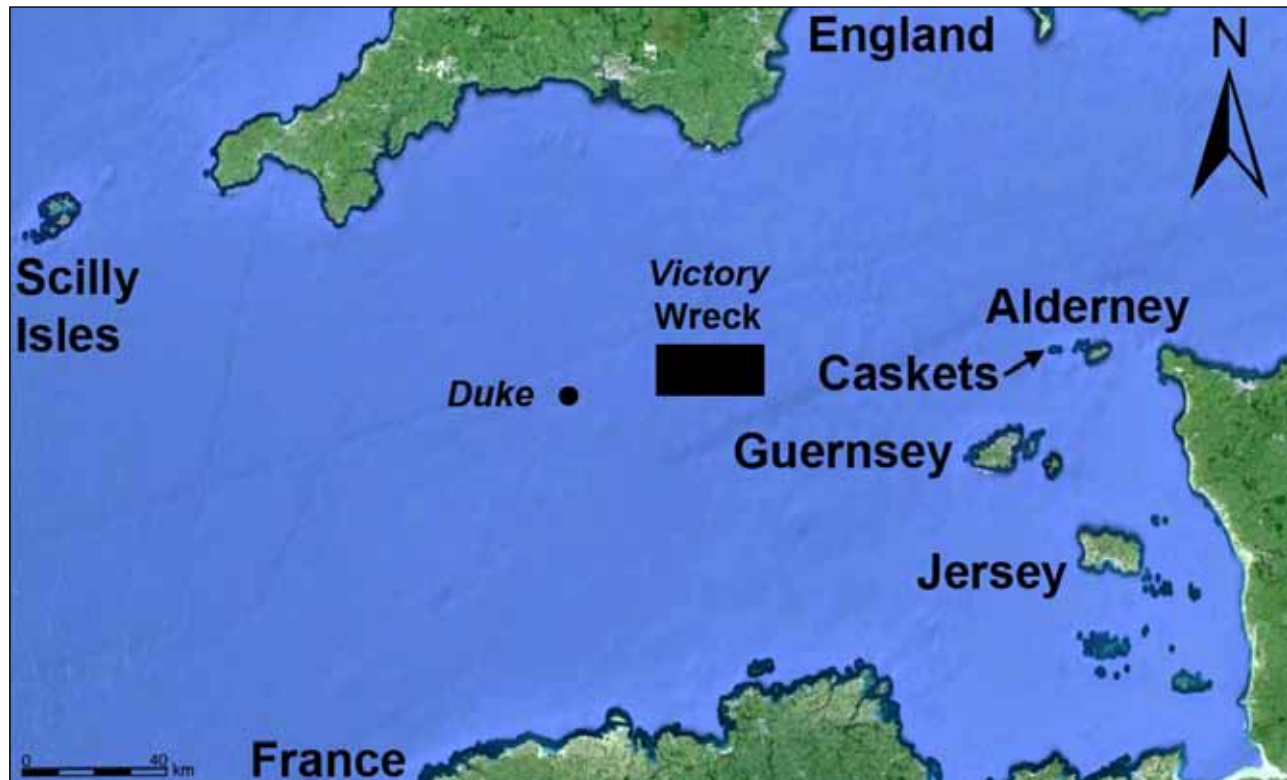 England
N
Scilly
Isles
Victory
Wreck
Alderney
Caskets
Duke
Guernsey
Jersey
France
0 40
km